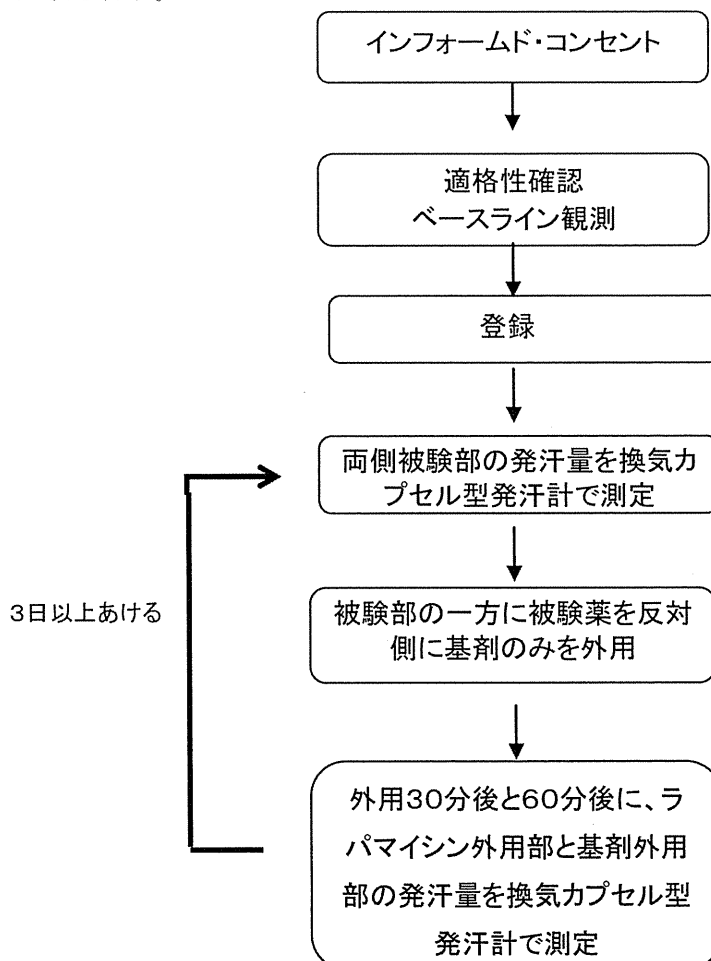 インフォームド・コンセント
適格性確認
ベースライン観測
登録
両側被験部の発汗量を換気カ
プセル型発汗計で測定
3日以上あける
被験部の一方に被験薬を反対
側に基剤のみを外用
外用30分後と60分後に、ラ
パマイシン外用部と基剤外用
部の発汗量を換気カプセル型
発汗計で測定